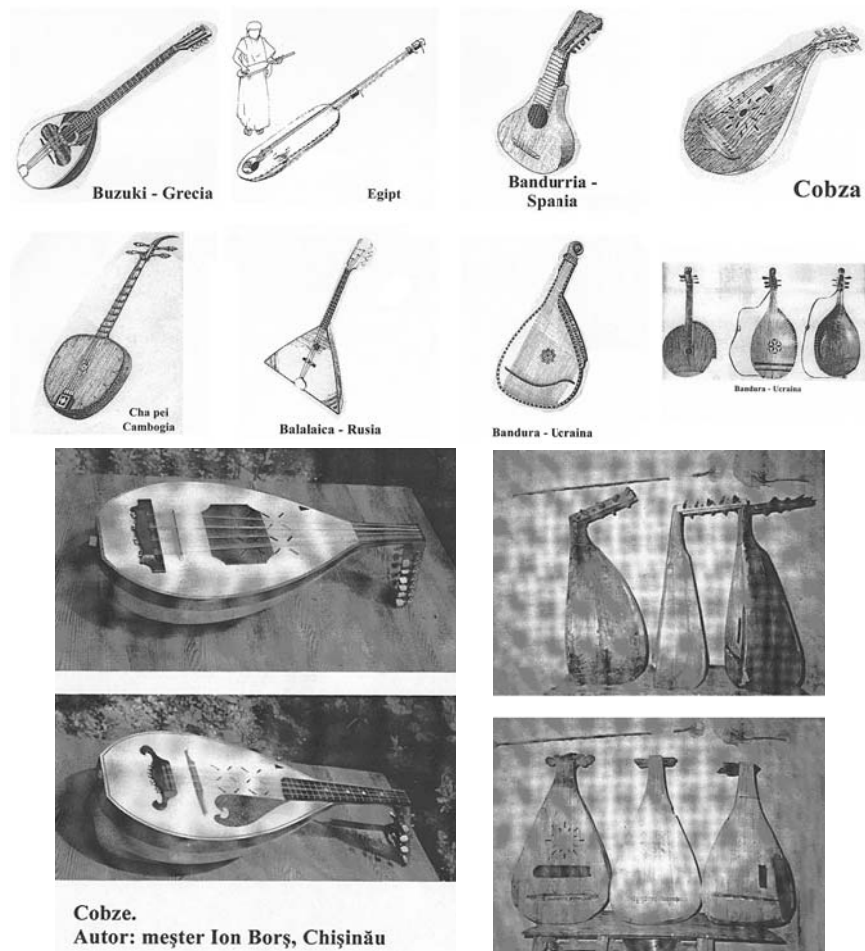 Buzuki - Grecia
Egipt
Bandurria -
Spania
Cobza
Cha pei
Cambogia
Balalaica - Rusia
Bandura - Ucraina
Bandura - Ucraina
Cobze.
Autor: meşter Ion Borş, Chişinău